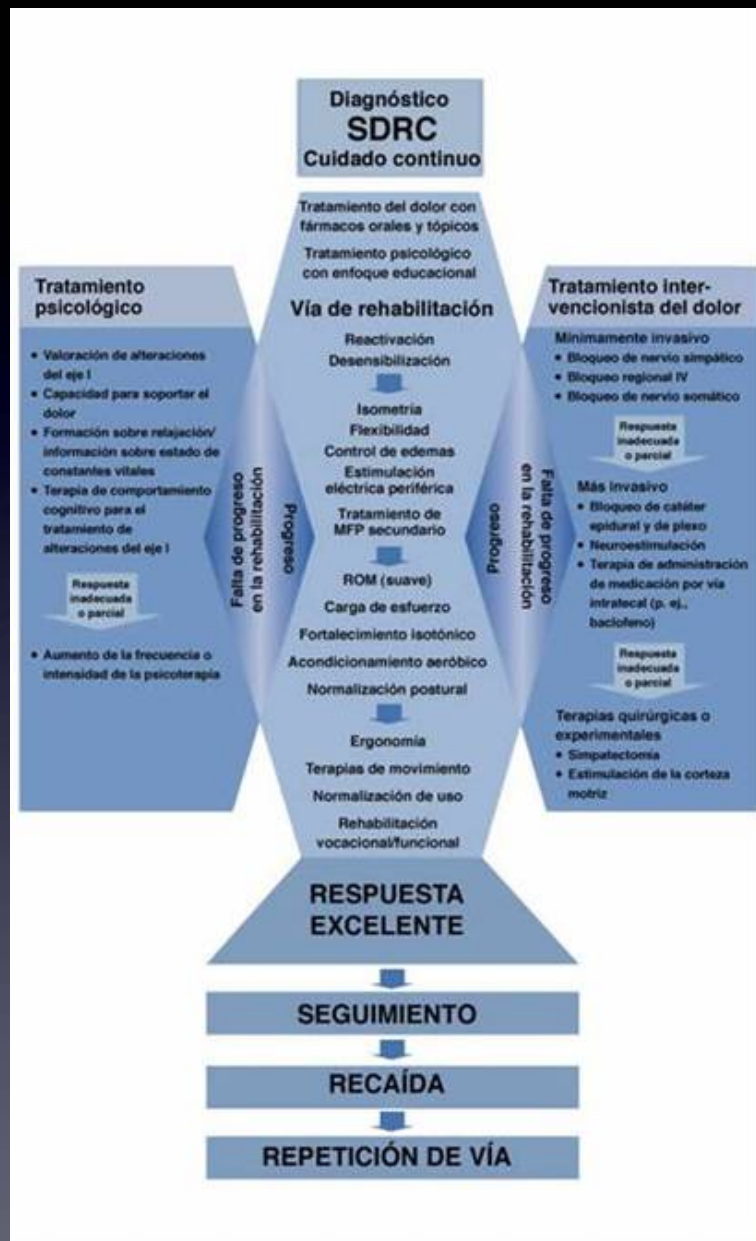 Diagnóstico
SDRC
Cuidado continuo
Tratamiento del dolor con
fármacos orales y tópicos
Tratamiento psicológico
con enfoque educacional
Vía de rehabilitación
Reactivación
Desensibilización
Isometría
Flexibilidad
Control de edemas
Estimulación
eléctrica periférica
Tratamiento de
MFP secundario
ROM (suave)
Carga de esfuerzo
Fortalecimiento isotónico
Acondicionamiento aeróbico
Normalización postural
Ergonomía
Terapias de movimiento
Normalización de uso
Rehabilitación
vocacional/funcional
Tratamiento
psicológico
• Valoración de alteraciones
del eje I
• Capacidad para soportar el
dolor
• Formación sobre relajación/
información sobre estado de
constantes vitales
• Terapia de comportamiento
cognitivo para el
tratamiento de
alteraciones del eje I
Respuesta
inadecuada
o parcial
• Aumento de la frecuencia o
intensidad de la psicoterapia
Falta de progreso
en la rehabilitación
Progreso
Progreso
Falta de progreso
en la rehabilitación
Tratamiento inter-
vencionista del dolor
Mínimamente invasivo
• Bloqueo de nervio simpático
• Bloqueo regional IV
• Bloqueo de nervio somático
Respuesta
inadecuada
o parcial
Más invasivo
• Bloqueo de catéter
epidural y de plexo
• Neuroestimulación
• Terapia de administración
de medicación por vía
intratecal (p. ej.,
baclofeno)
Respuesta
inadecuada
o parcial
Terapias quirúrgicas o
experimentales
• Simpatectomía
• Estimulación de la corteza
motriz
RESPUESTA
EXCELENTE
SEGUIMIENTO
RECAÍDA
REPETICIÓN DE VÍA